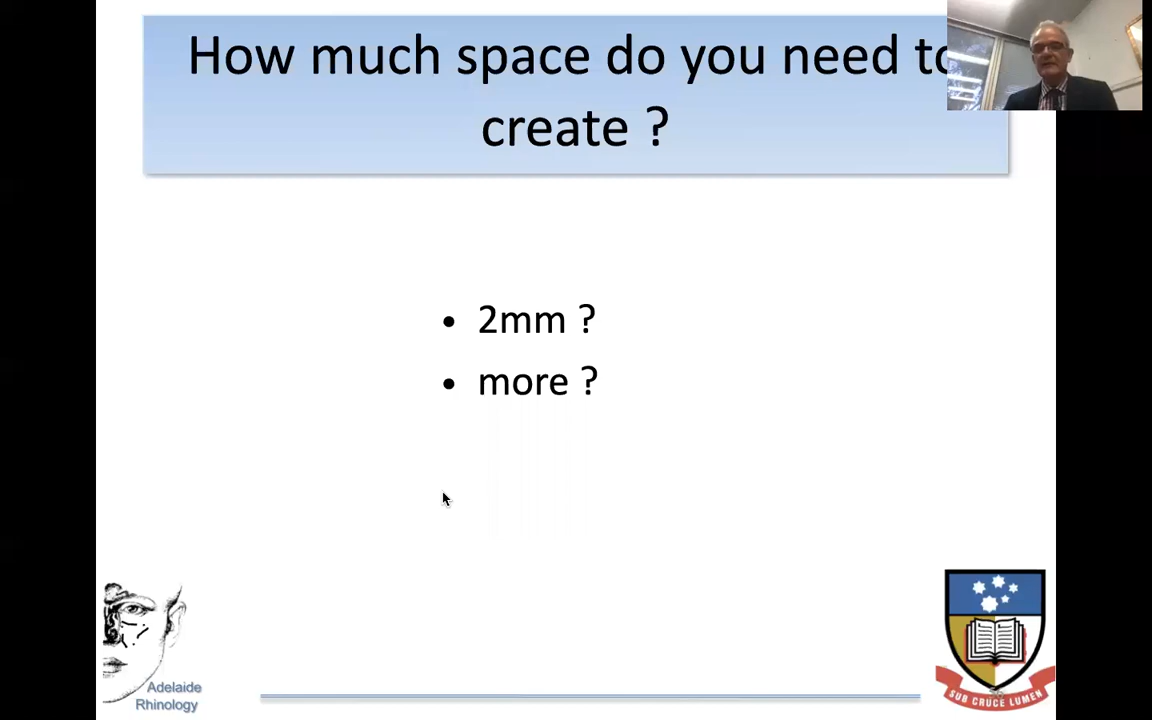 How much space do you need to
create ?
• 2mm ?
• more ?
Adelaide
Rhinology
SUB CRUCE LUMEN